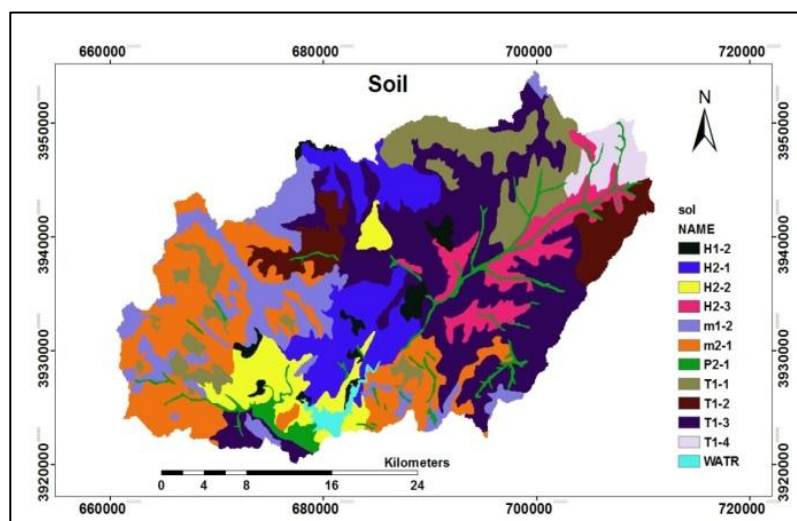 660000 680000 700000 720000
Soil
N
3950000
3940000
3930000
3920000
3950000
3940000
3930000
3920000
sol
NAME
H1-2
H2-1
H2-2
H2-3
m1-2
m2-1
P2-1
T1-1
T1-2
T1-3
T1-4
WATR
Kilometers
0 2 4 8 16 24
660000 680000 700000 720000